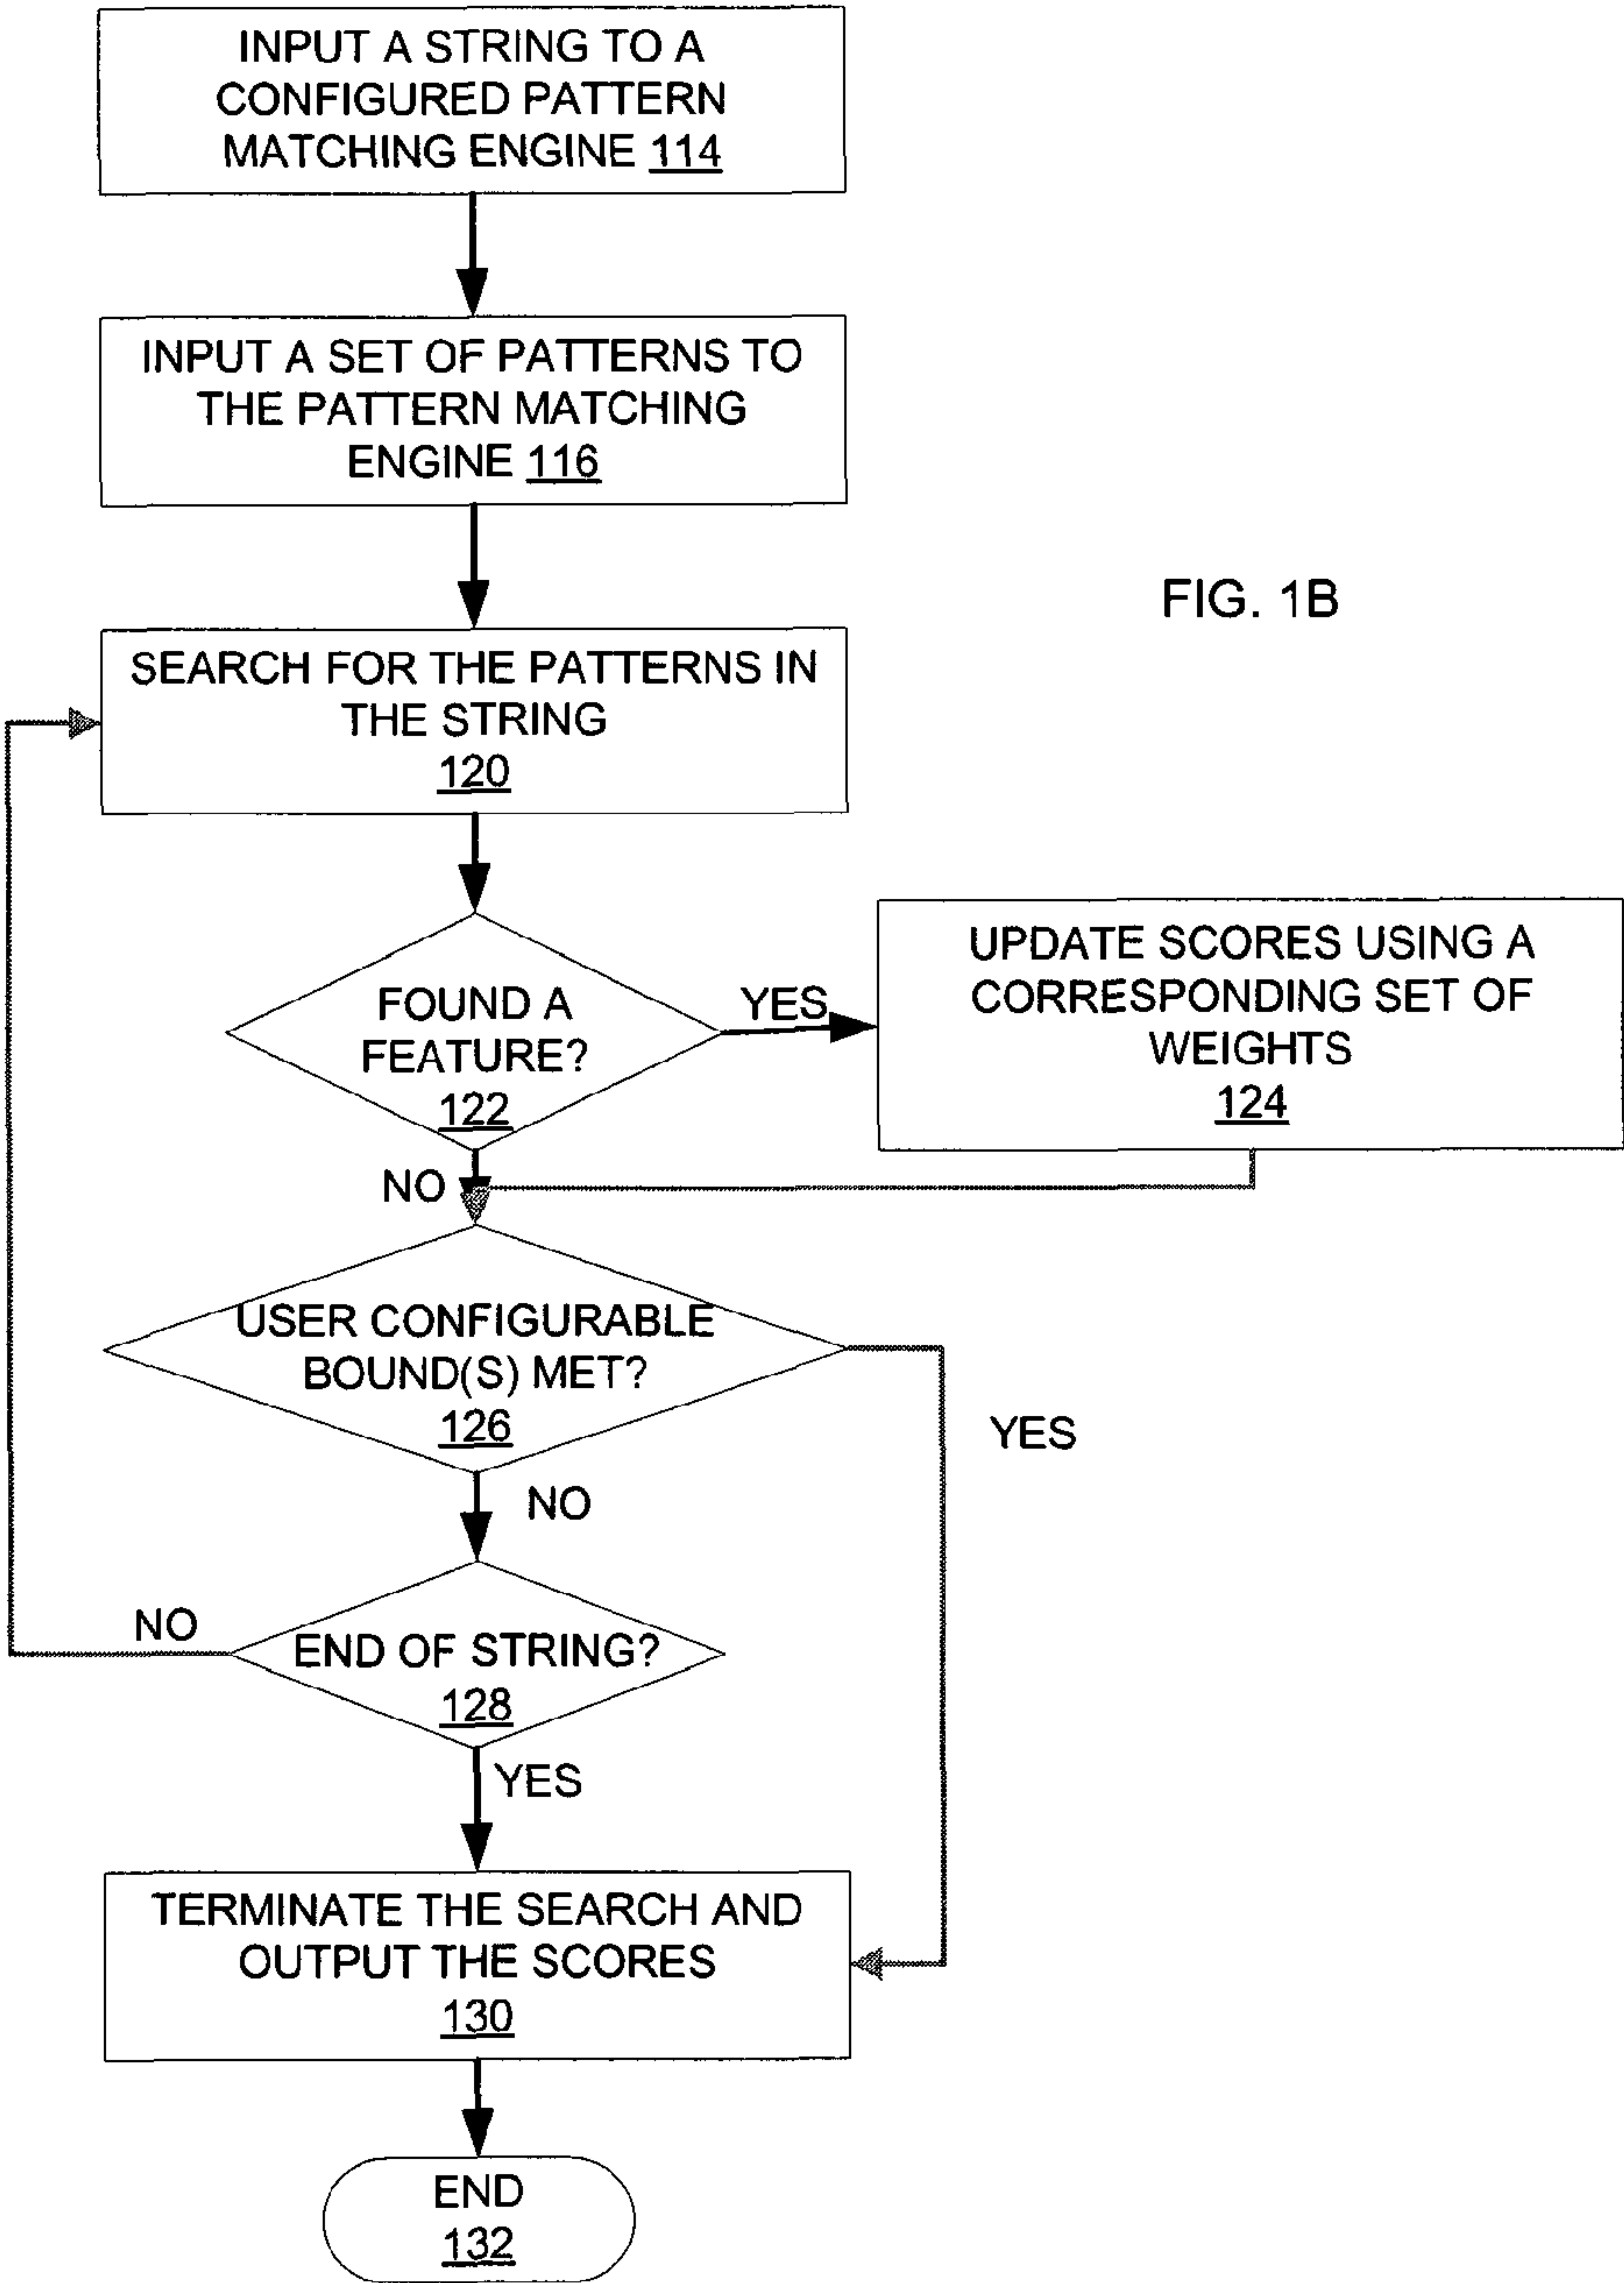 INPUT A STRING TO A
CONFIGURED PATTERN
MATCHING ENGINE 114
INPUT A SET OF PATTERNS TO
THE PATTERN MATCHING
ENGINE 116
FIG. 1B
SEARCH FOR THE PATTERNS IN
THE STRING
120
FOUND A
FEATURE?
122
YES
UPDATE SCORES USING A
CORRESPONDING SET OF
WEIGHTS
124
NO
USER CONFIGURABLE
BOUND(S) MET?
126
YES
NO
NO
END OF STRING?
128
YES
TERMINATE THE SEARCH AND
OUTPUT THE SCORES
130
END
132